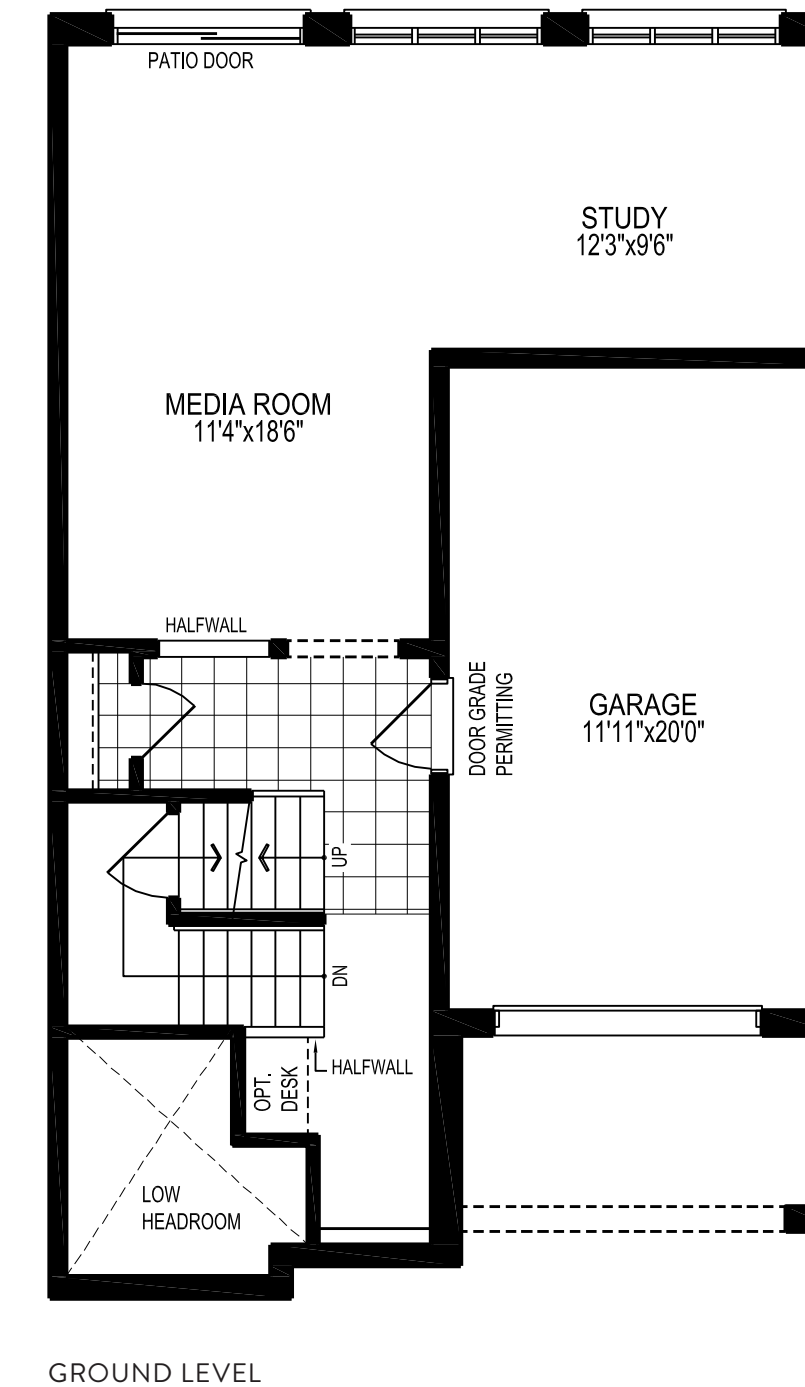 PATIO DOOR
STUDY
12'3"x9'6"
MEDIA ROOM
11'4"x18'6"
HALFWALL
DOOR GRADE
PERMITTING
GARAGE
11'11"x20'0"
UP
DN
HALFWALL
OPT.
DESK
LOW
HEADROOM
GROUND LEVEL